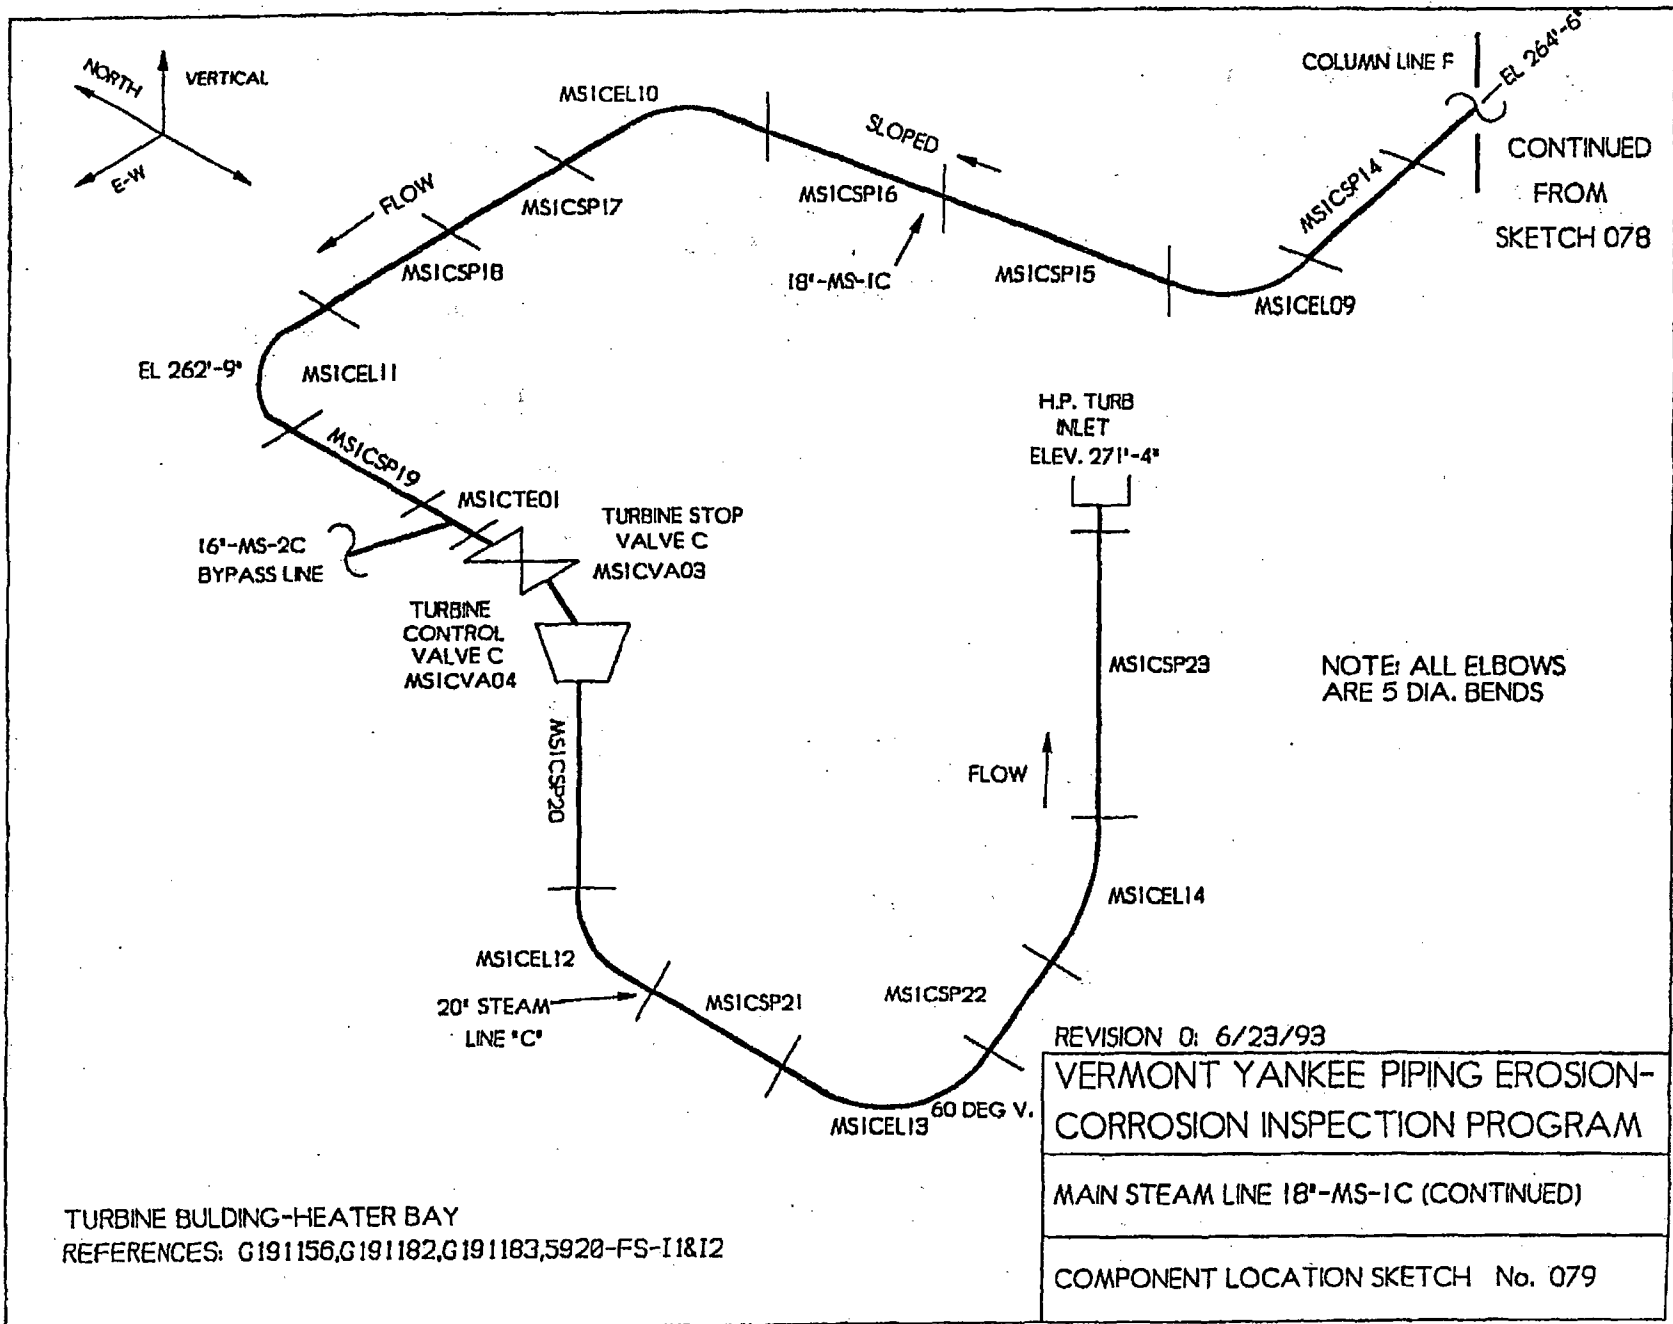 NORTH
VERTICAL
E-W
FLOW
MS1CEL10
SLOPED
COLUMN LINE F
EL 264'-6"
CONTINUED
FROM
SKETCH 078
MS1CSP14
MS1CSP16
MS1CSP17
18"-MS-1C
MS1CSP15
MS1CEL09
MS1CSP18
EL 262'-9"
MS1CEL11
MS1CSP19
MS1CTE01
16"-MS-2C
BYPASS LINE
TURBINE STOP
VALVE C
MS1CVA03
TURBINE
CONTROL
VALVE C
MS1CVA04
H.P. TURB
INLET
ELEV. 271'-4"
MS1CSP23
NOTE: ALL ELBOWS
ARE 5 DIA. BENDS
MS1CSP20
FLOW
MS1CEL14
MS1CEL12
20" STEAM
LINE "C"
MS1CSP21
MS1CSP22
MS1CEL13
60 DEG V.
REVISION 0: 6/23/93
VERMONT YANKEE PIPING EROSION-
CORROSION INSPECTION PROGRAM
MAIN STEAM LINE 18"-MS-1C (CONTINUED)
COMPONENT LOCATION SKETCH No. 079
TURBINE BULDING-HEATER BAY
REFERENCES: G191156,G191182,G191183,5920-FS-I1&I2